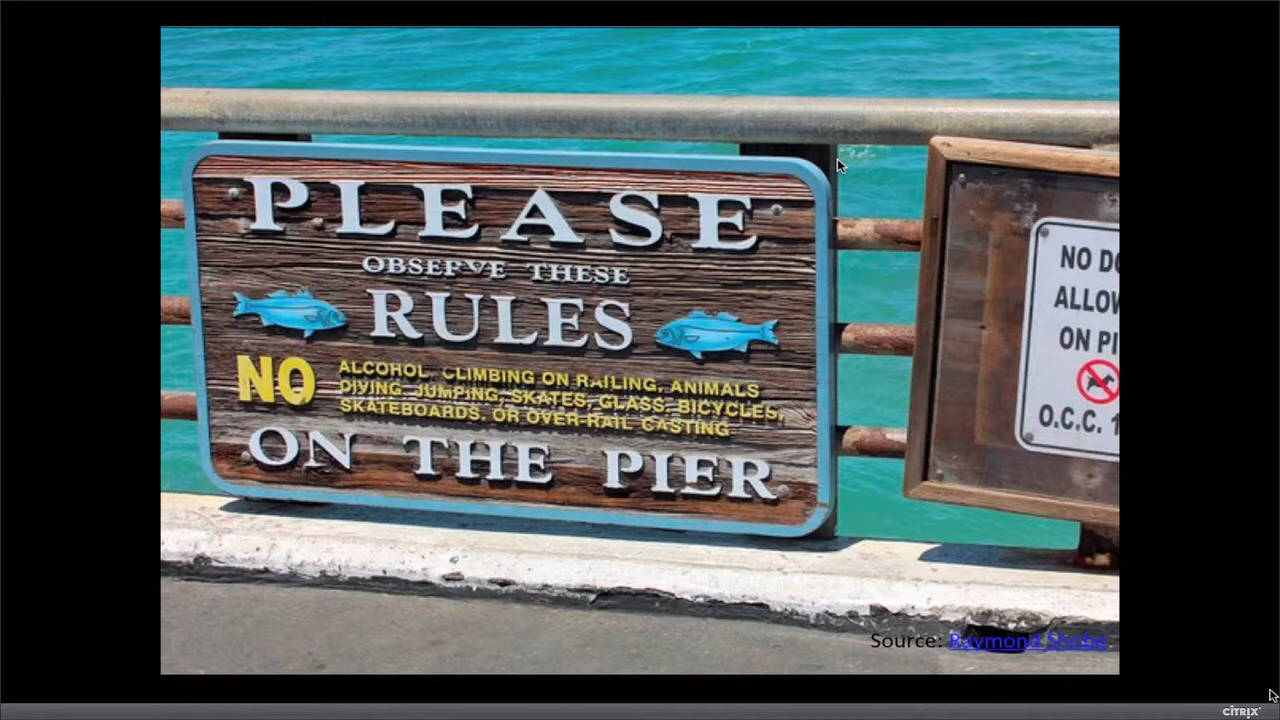 PLEASE
OBSERVE THESE
RULES
NO ALCOHOL, CLIMBING ON RAILING, ANIMALS
DIVING, JUMPING, SKATES, GLASS, BICYCLES,
SKATEBOARDS, OR OVER-RAIL CASTING
ON THE PIER
NO DO
ALLOW
ON PI
O.C.C. 1
Source: Raymond Shobe
CITRIX